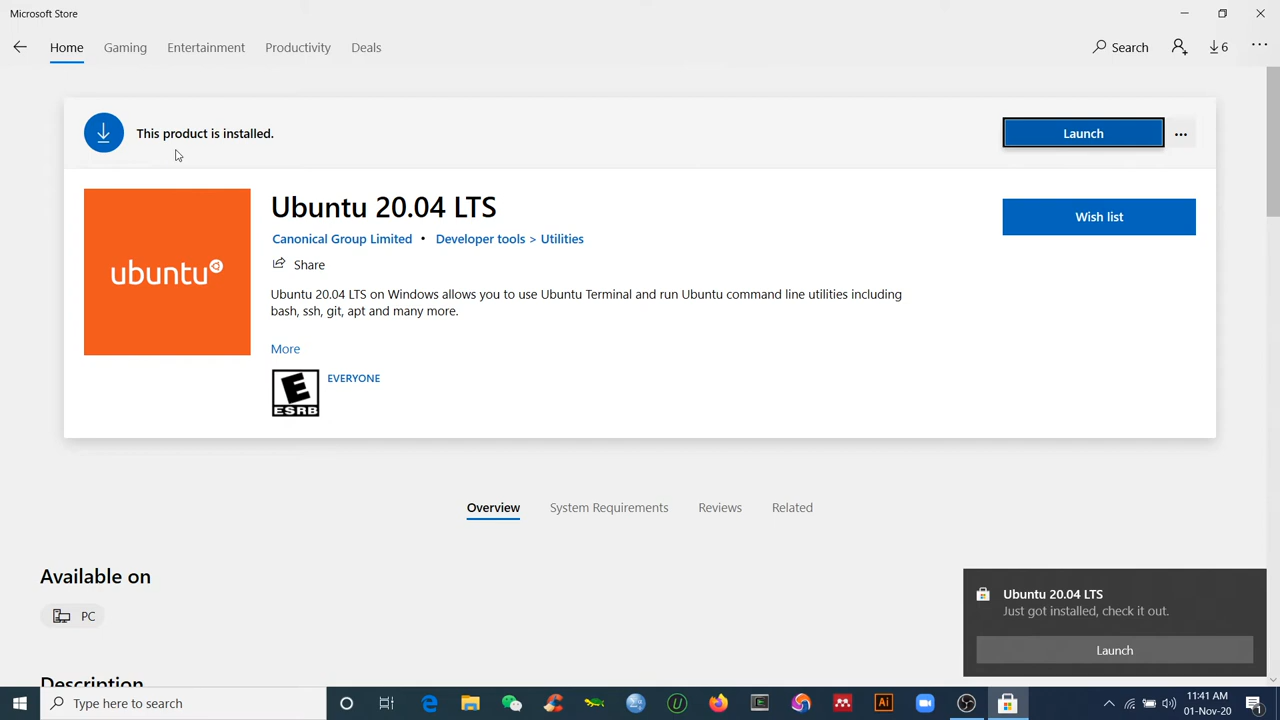 Microsoft Store
Home
Gaming
Entertainment
Productivity
Deals
Search
6
This product is installed.
Launch
ubuntu
Ubuntu 20.04 LTS
Wish list
Canonical Group Limited • Developer tools > Utilities
Share
Ubuntu 20.04 LTS on Windows allows you to use Ubuntu Terminal and run Ubuntu command line utilities including
bash, ssh, git, apt and many more.
More
E
ESRB
EVERYONE
Overview
System Requirements
Reviews
Related
Available on
PC
Description
Ubuntu 20.04 LTS
Just got installed, check it out.
Launch
Type here to search
Ai
11:41 AM
01-Nov-20
1